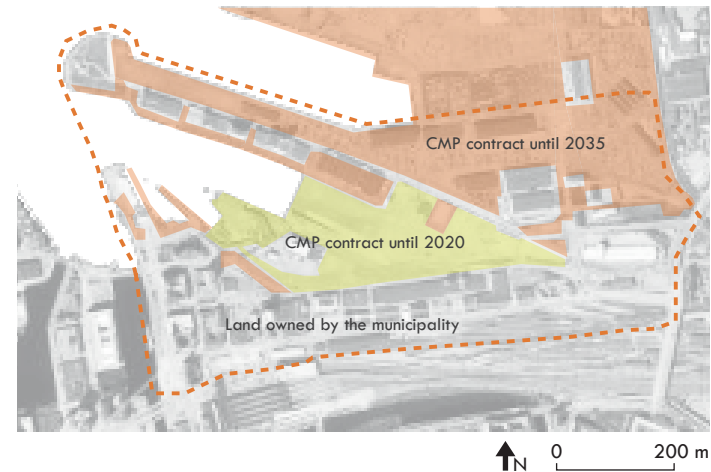 CMP contract until 2035
CMP contract until 2020
Land owned by the municipality
N 0 200 m